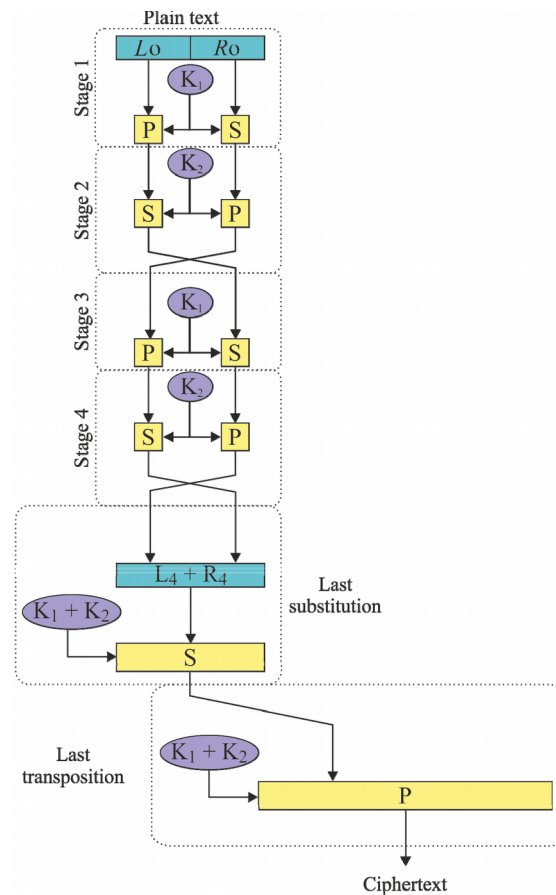 Plain text
Lo Ro
Stage 1
K₁
P S
Stage 2
K₂
S P
Stage 3
K₁
P S
Stage 4
K₂
S P
L₄ + R₄
Last
substitution
K₁ + K₂
S
Last
transposition
K₁ + K₂
P
Ciphertext